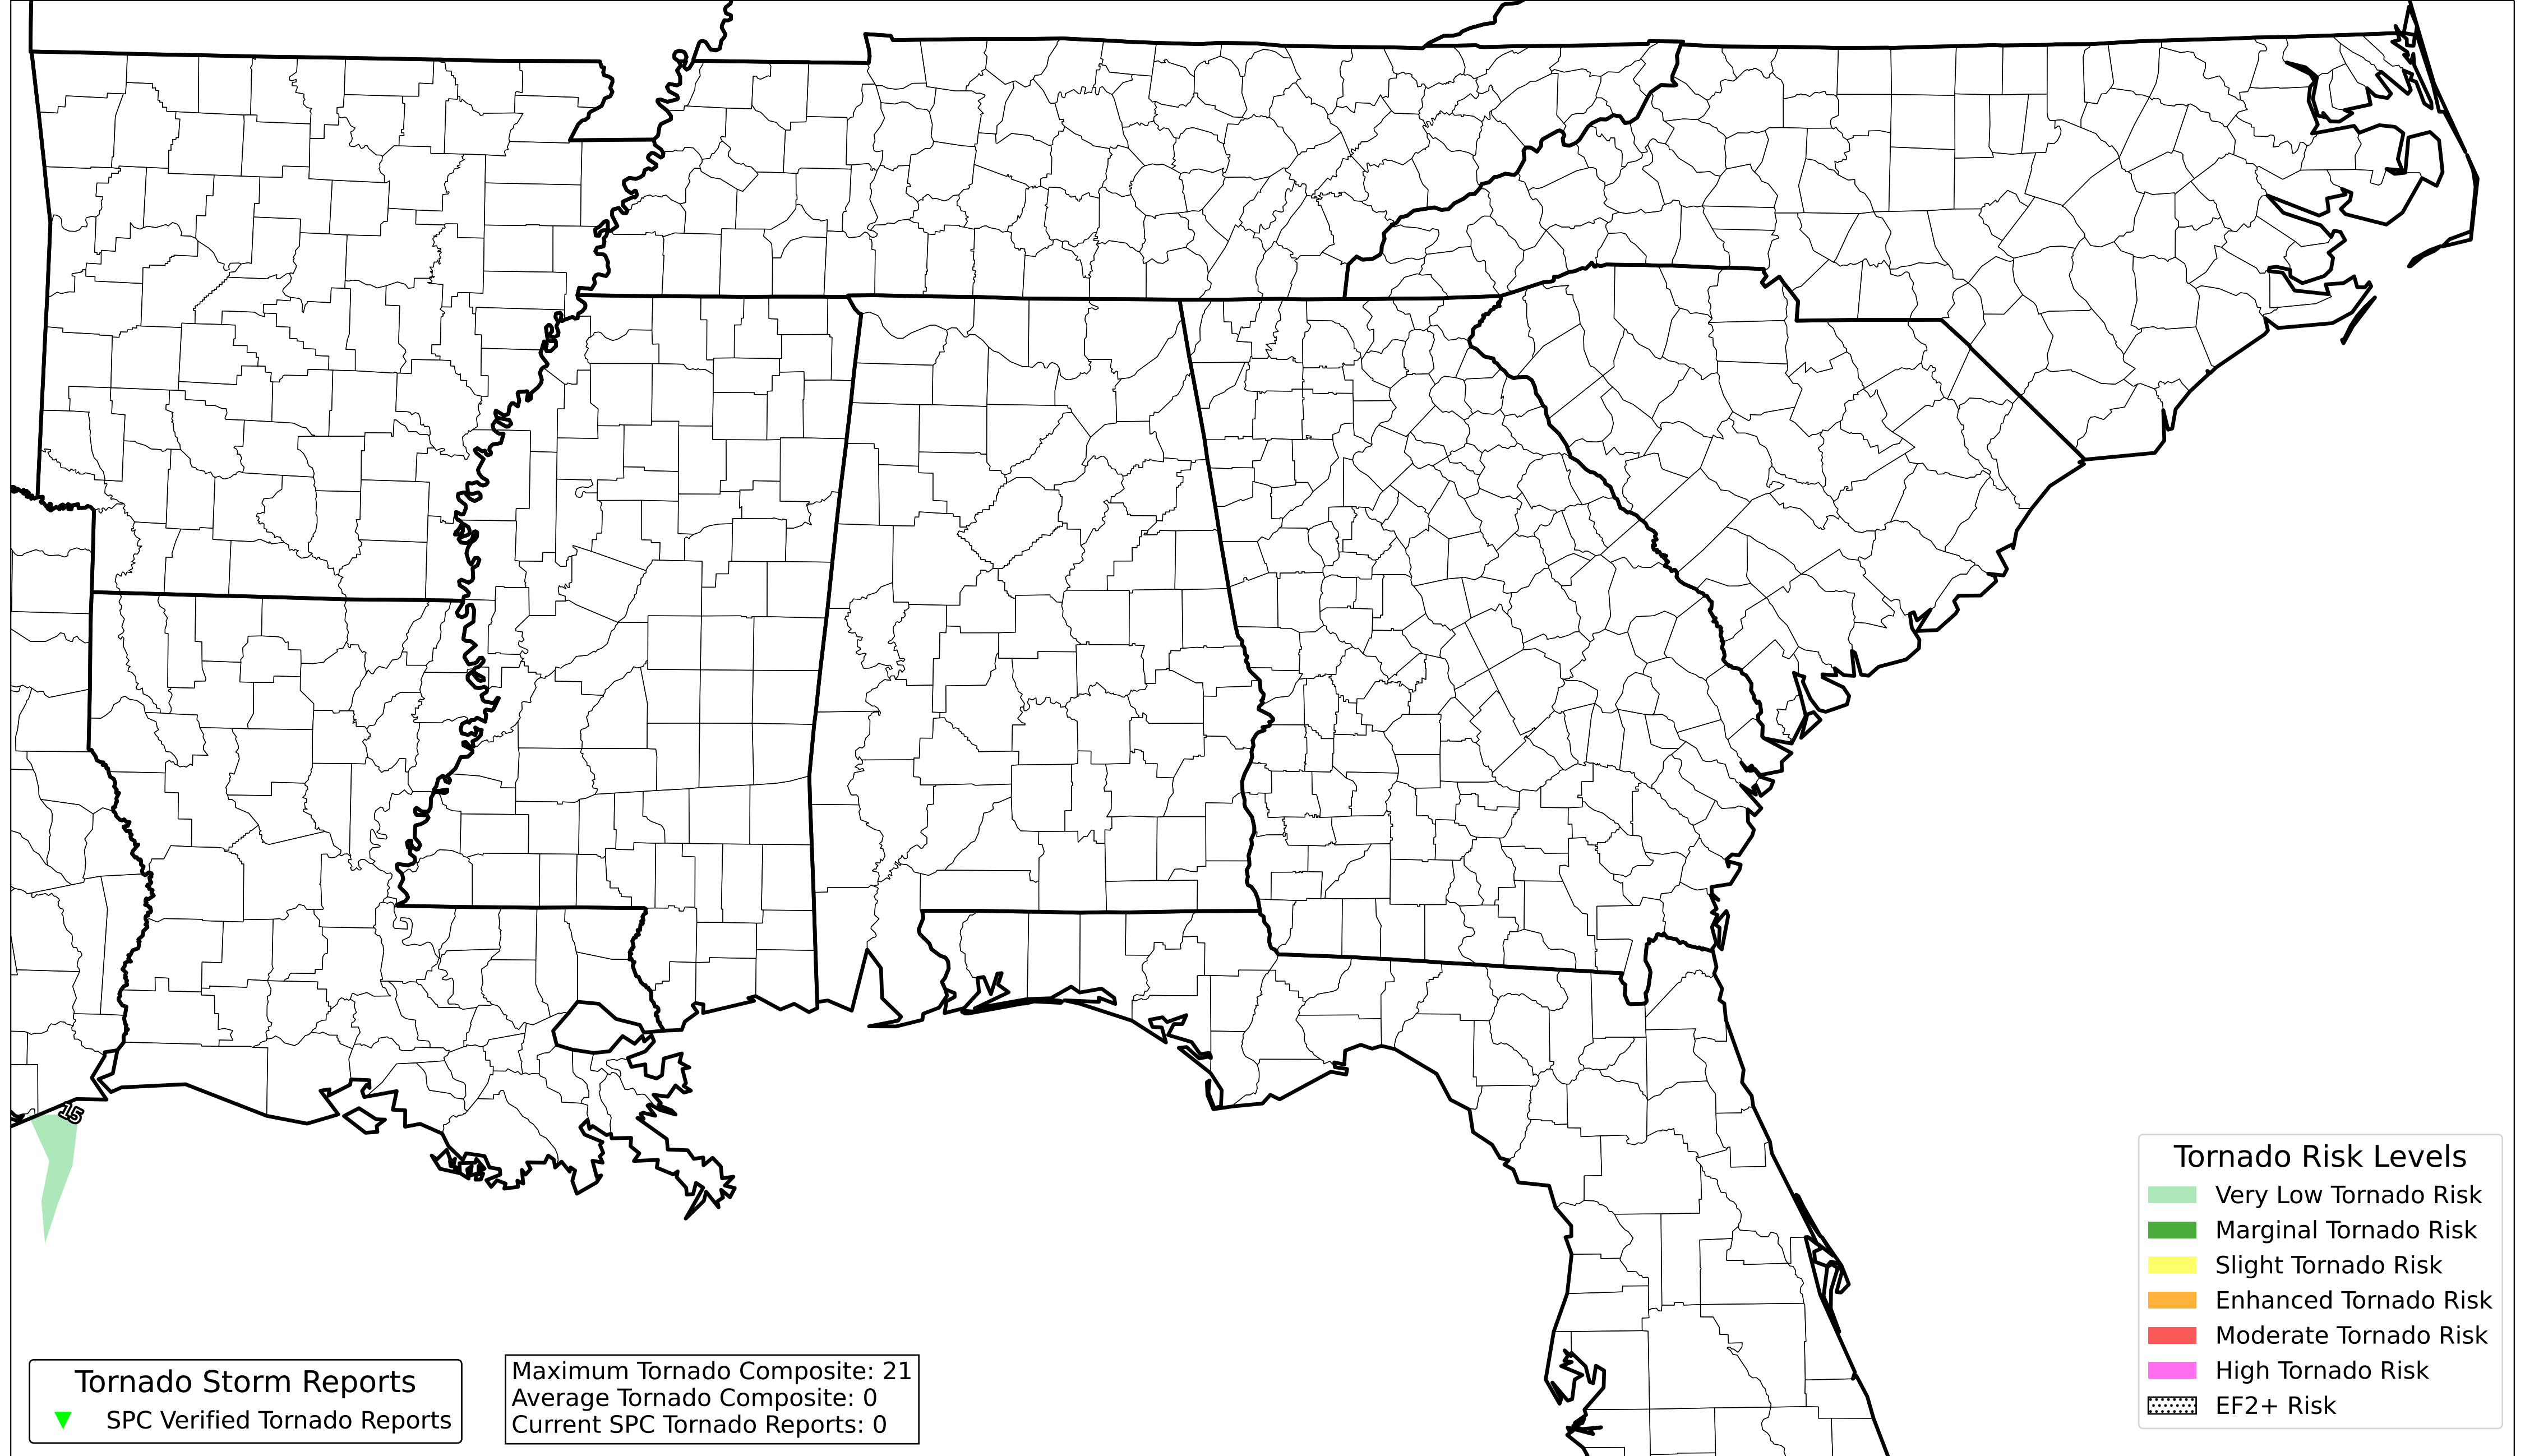 15
Tornado Risk Levels
Very Low Tornado Risk
Marginal Tornado Risk
Slight Tornado Risk
Enhanced Tornado Risk
Moderate Tornado Risk
High Tornado Risk
EF2+ Risk
Tornado Storm Reports
SPC Verified Tornado Reports
Maximum Tornado Composite: 21
Average Tornado Composite: 0
Current SPC Tornado Reports: 0